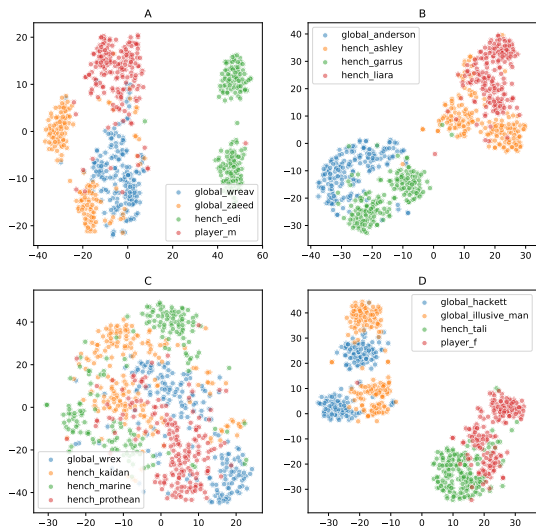 A
20
10
0
−10
−20
−40
−20
0
20
40
60
global_wreav
global_zaeed
hench_edi
player_m
B
40
30
20
10
0
−10
−20
−30
−40
−30
−20
−10
0
10
20
30
global_anderson
hench_ashley
hench_garrus
hench_liara
C
40
20
0
−20
−40
−30
−20
−10
0
10
20
global_wrex
hench_kaidan
hench_marine
hench_prothean
D
40
30
20
10
0
−10
−20
−30
−30
−20
−10
0
10
20
30
40
global_hackett
global_illusive_man
hench_tali
player_f